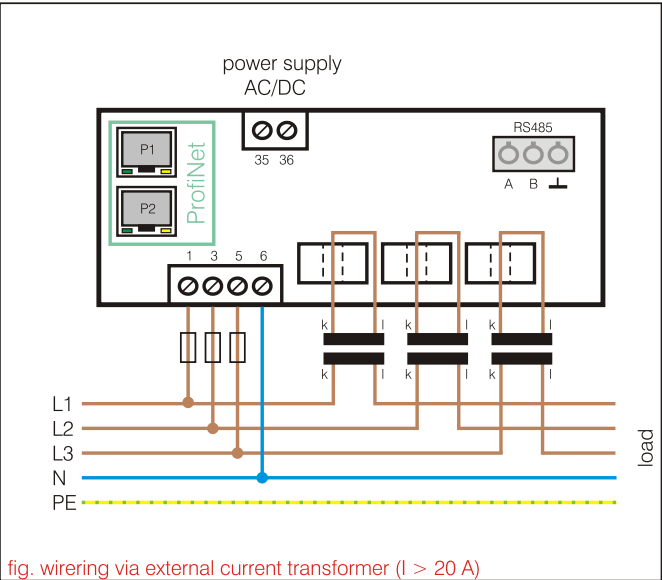 power supply
AC/DC
RS485
P1
P2
ProfiNet
35 36
A B
1 3 5 6
k l k l k l
k l k l k l
L1
L2
L3
N
PE
load
fig. wirering via external current transformer (I > 20 A)